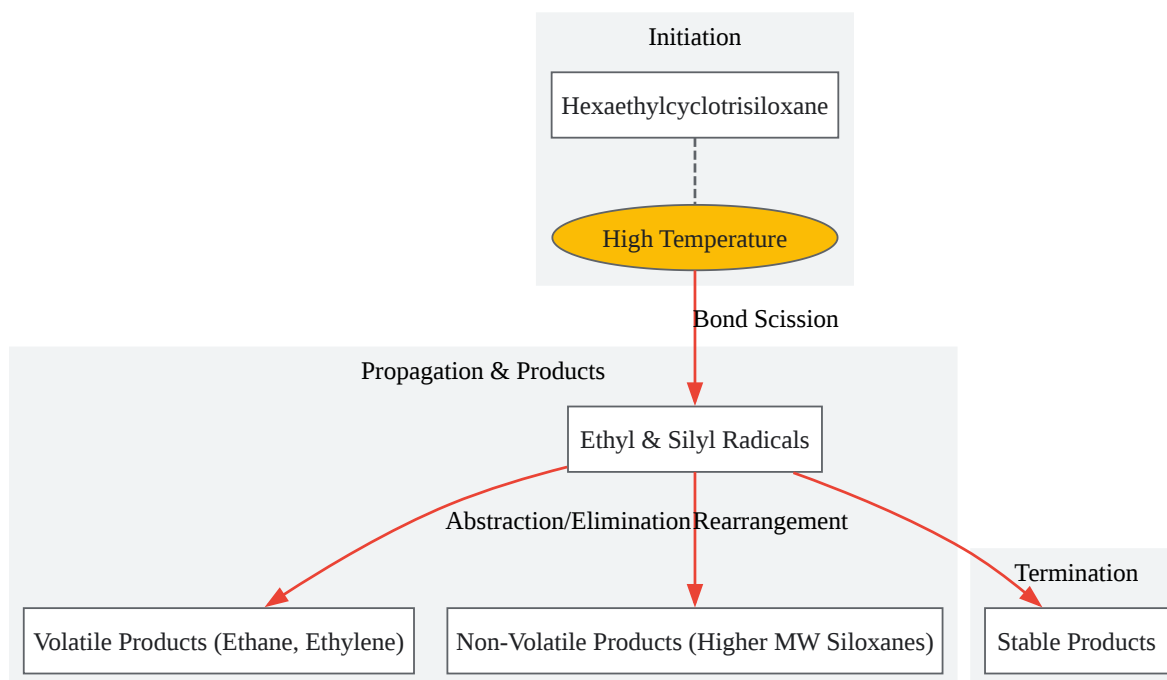 Initiation
Hexaethylcyclotrisiloxane
High Temperature
Bond Scission
Propagation & Products
Ethyl & Silyl Radicals
Abstraction/Elimination
Rearrangement
Termination
Volatile Products (Ethane, Ethylene)
Non-Volatile Products (Higher MW Siloxanes)
Stable Products